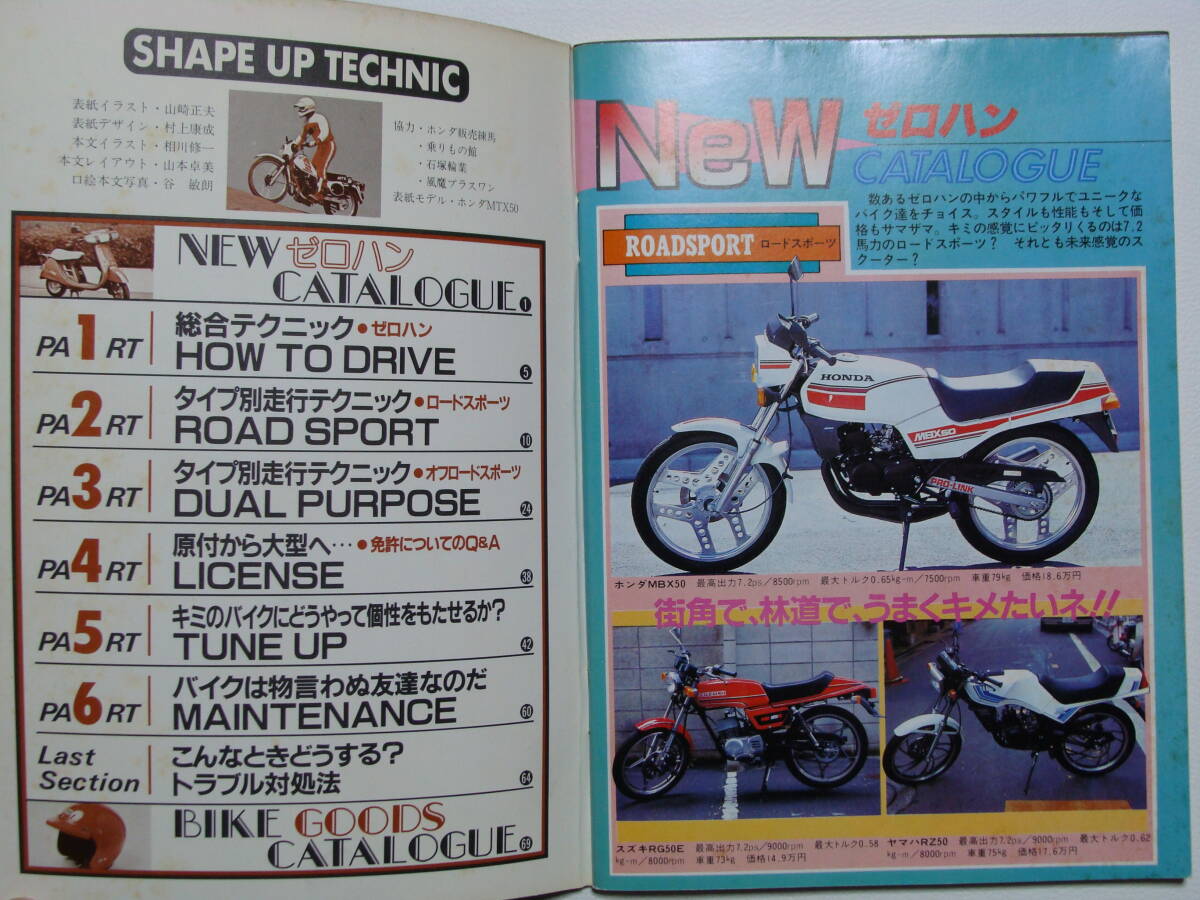 SHAPE UP TECHNIC
表紙イラスト・山崎正夫
表紙デザイン・村上康成
本文イラスト・相川修一
本文レイアウト・山本卓美
口絵本文写真・谷 敏朗
協力・ホンダ販売練馬
・乗りもの館
・石塚輪業
・風魔プラスワン
表紙モデル・ホンダMTX50
NEW ゼロハン
CATALOGUE ①
PART 1
総合テクニック●ゼロハン
HOW TO DRIVE ⑤
PART 2
タイプ別走行テクニック●ロードスポーツ
ROAD SPORT ⑩
PART 3
タイプ別走行テクニック●オフロードスポーツ
DUAL PURPOSE ㉔
PART 4
原付から大型へ…●免許についてのQ&A
LICENSE ㊳
PART 5
キミのバイクにどうやって個性をもたせるか?
TUNE UP ㊷
PART 6
バイクは物言わぬ友達なのだ
MAINTENANCE 60
Last Section
こんなときどうする?
トラブル対処法 64
BIKE GOODS
CATALOGUE 69
NeW ゼロハン
CATALOGUE
数あるゼロハンの中からパワフルでユニークな
バイク達をチョイス。スタイルも性能もそして価
格もサマザマ。キミの感覚にピッタリくるのは7.2
馬力のロードスポーツ? それとも未来感覚のス
クーター?
ROADSPORT ロードスポーツ
HONDA
MBX50
PRO-LINK
ホンダMBX50 最高出力7.2ps/8500rpm 最大トルク0.65kg-m/7500rpm 車重79kg 価格18.6万円
街角で、林道で、うまくキメたいネ!!
SUZUKI
スズキRG50E 最高出力7.2ps/9000rpm 最大トルク0.58
kg-m/8000rpm 車重73kg 価格14.9万円
ヤマハRZ50 最高出力7.2ps/9000rpm 最大トルク0.62
kg-m/8000rpm 車重75kg 価格17.6万円